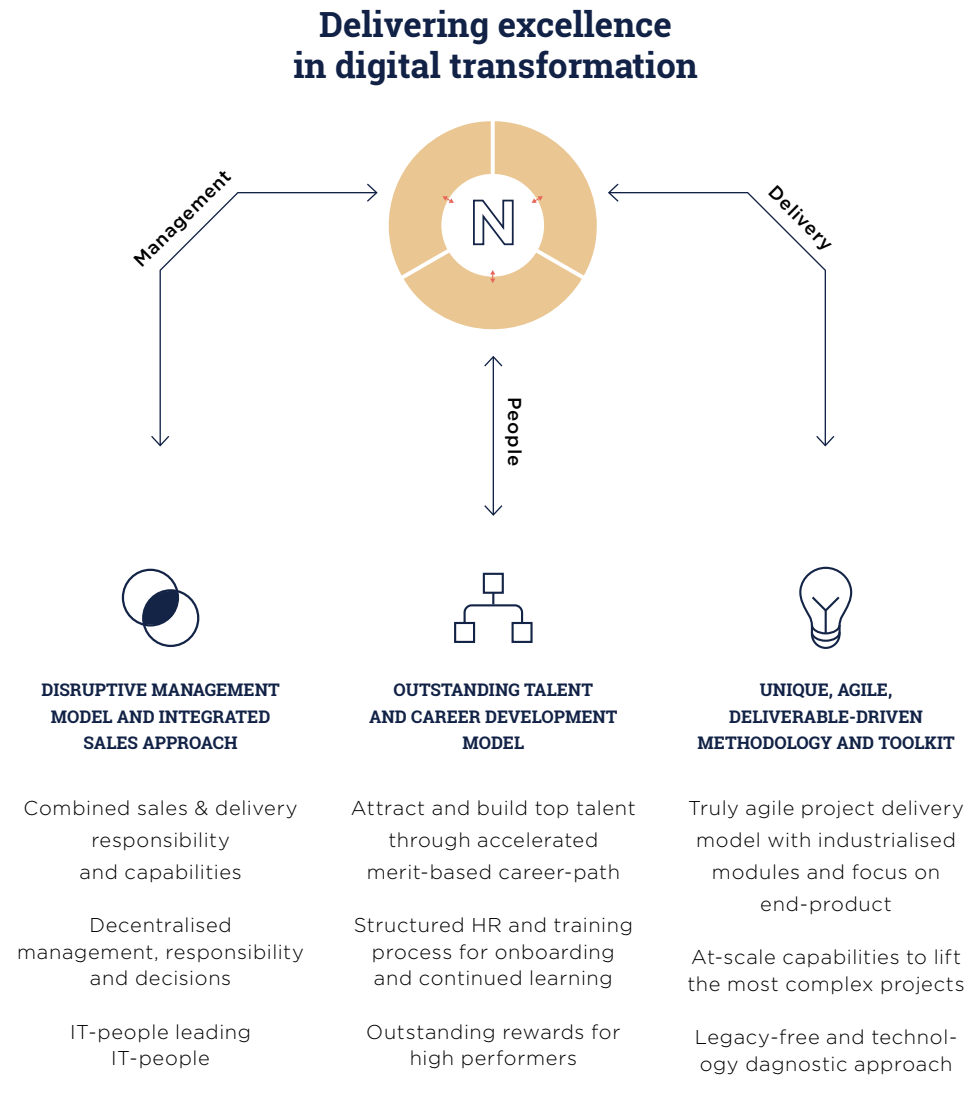 Delivering excellence
in digital transformation
Management
N
Delivery
People
DISRUPTIVE MANAGEMENT
MODEL AND INTEGRATED
SALES APPROACH
Combined sales & delivery
responsibility
and capabilities
Decentralised
management, responsibility
and decisions
IT-people leading
IT-people
OUTSTANDING TALENT
AND CAREER DEVELOPMENT
MODEL
Attract and build top talent
through accelerated
merit-based career-path
Structured HR and training
process for onboarding
and continued learning
Outstanding rewards for
high performers
UNIQUE, AGILE,
DELIVERABLE-DRIVEN
METHODOLOGY AND TOOLKIT
Truly agile project delivery
model with industrialised
modules and focus on
end-product
At-scale capabilities to lift
the most complex projects
Legacy-free and technol-
ogy dagnostic approach